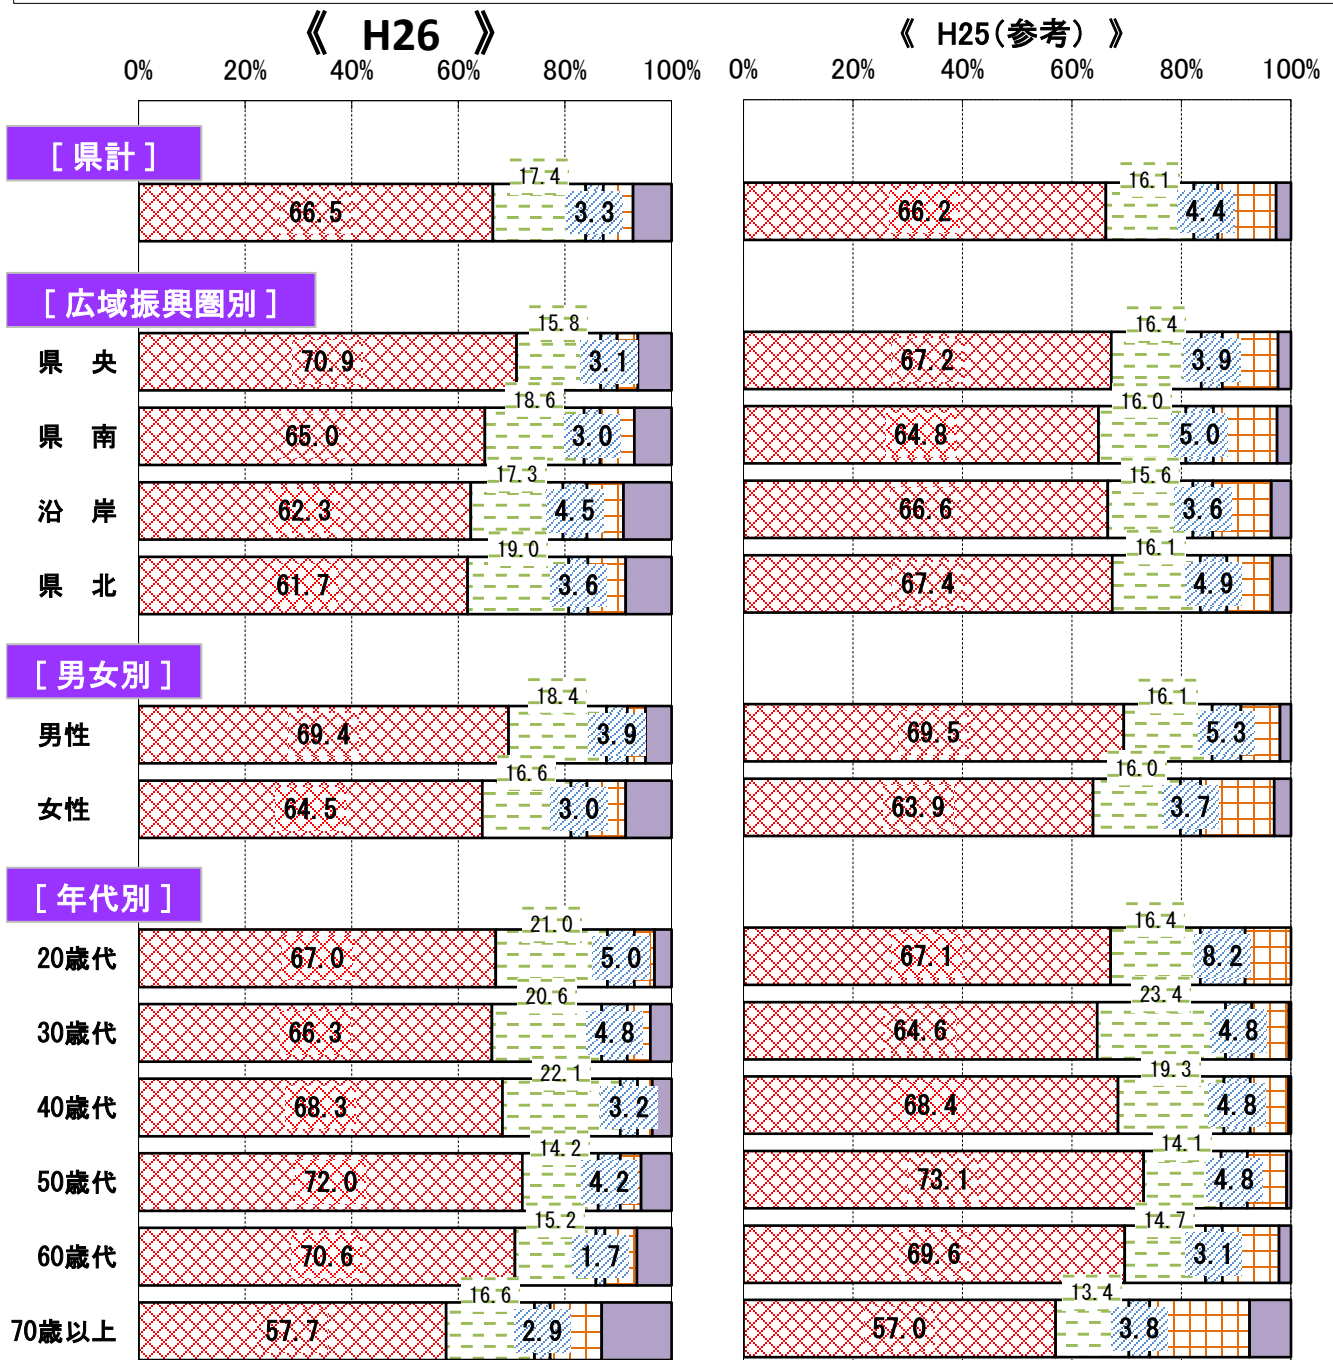 《 H26 》 《 H25(参考) 》
0% 20% 40% 60% 80% 100% 0% 20% 40% 60% 80% 100%
[ 県計 ]
17.4 16.1
66.5 3.3 66.2 4.4
[ 広域振興圏別 ]
15.8 16.4
県 央 70.9 3.1 67.2 3.9
18.6 16.0
県 南 65.0 3.0 64.8 5.0
17.3 15.6
沿 岸 62.3 4.5 66.6 3.6
19.0 16.1
県 北 61.7 3.6 67.4 4.9
[ 男女別 ]
18.4 16.1
男性 69.4 3.9 69.5 5.3
16.6 16.0
女性 64.5 3.0 63.9 3.7
[ 年代別 ]
21.0 16.4
20歳代 67.0 5.0 67.1 8.2
20.6 23.4
30歳代 66.3 4.8 64.6 4.8
22.1 19.3
40歳代 68.3 3.2 68.4 4.8
14.2 14.1
50歳代 72.0 4.2 73.1 4.8
15.2 14.7
60歳代 70.6 1.7 69.6 3.1
16.6 13.4
70歳以上 57.7 2.9 57.0 3.8